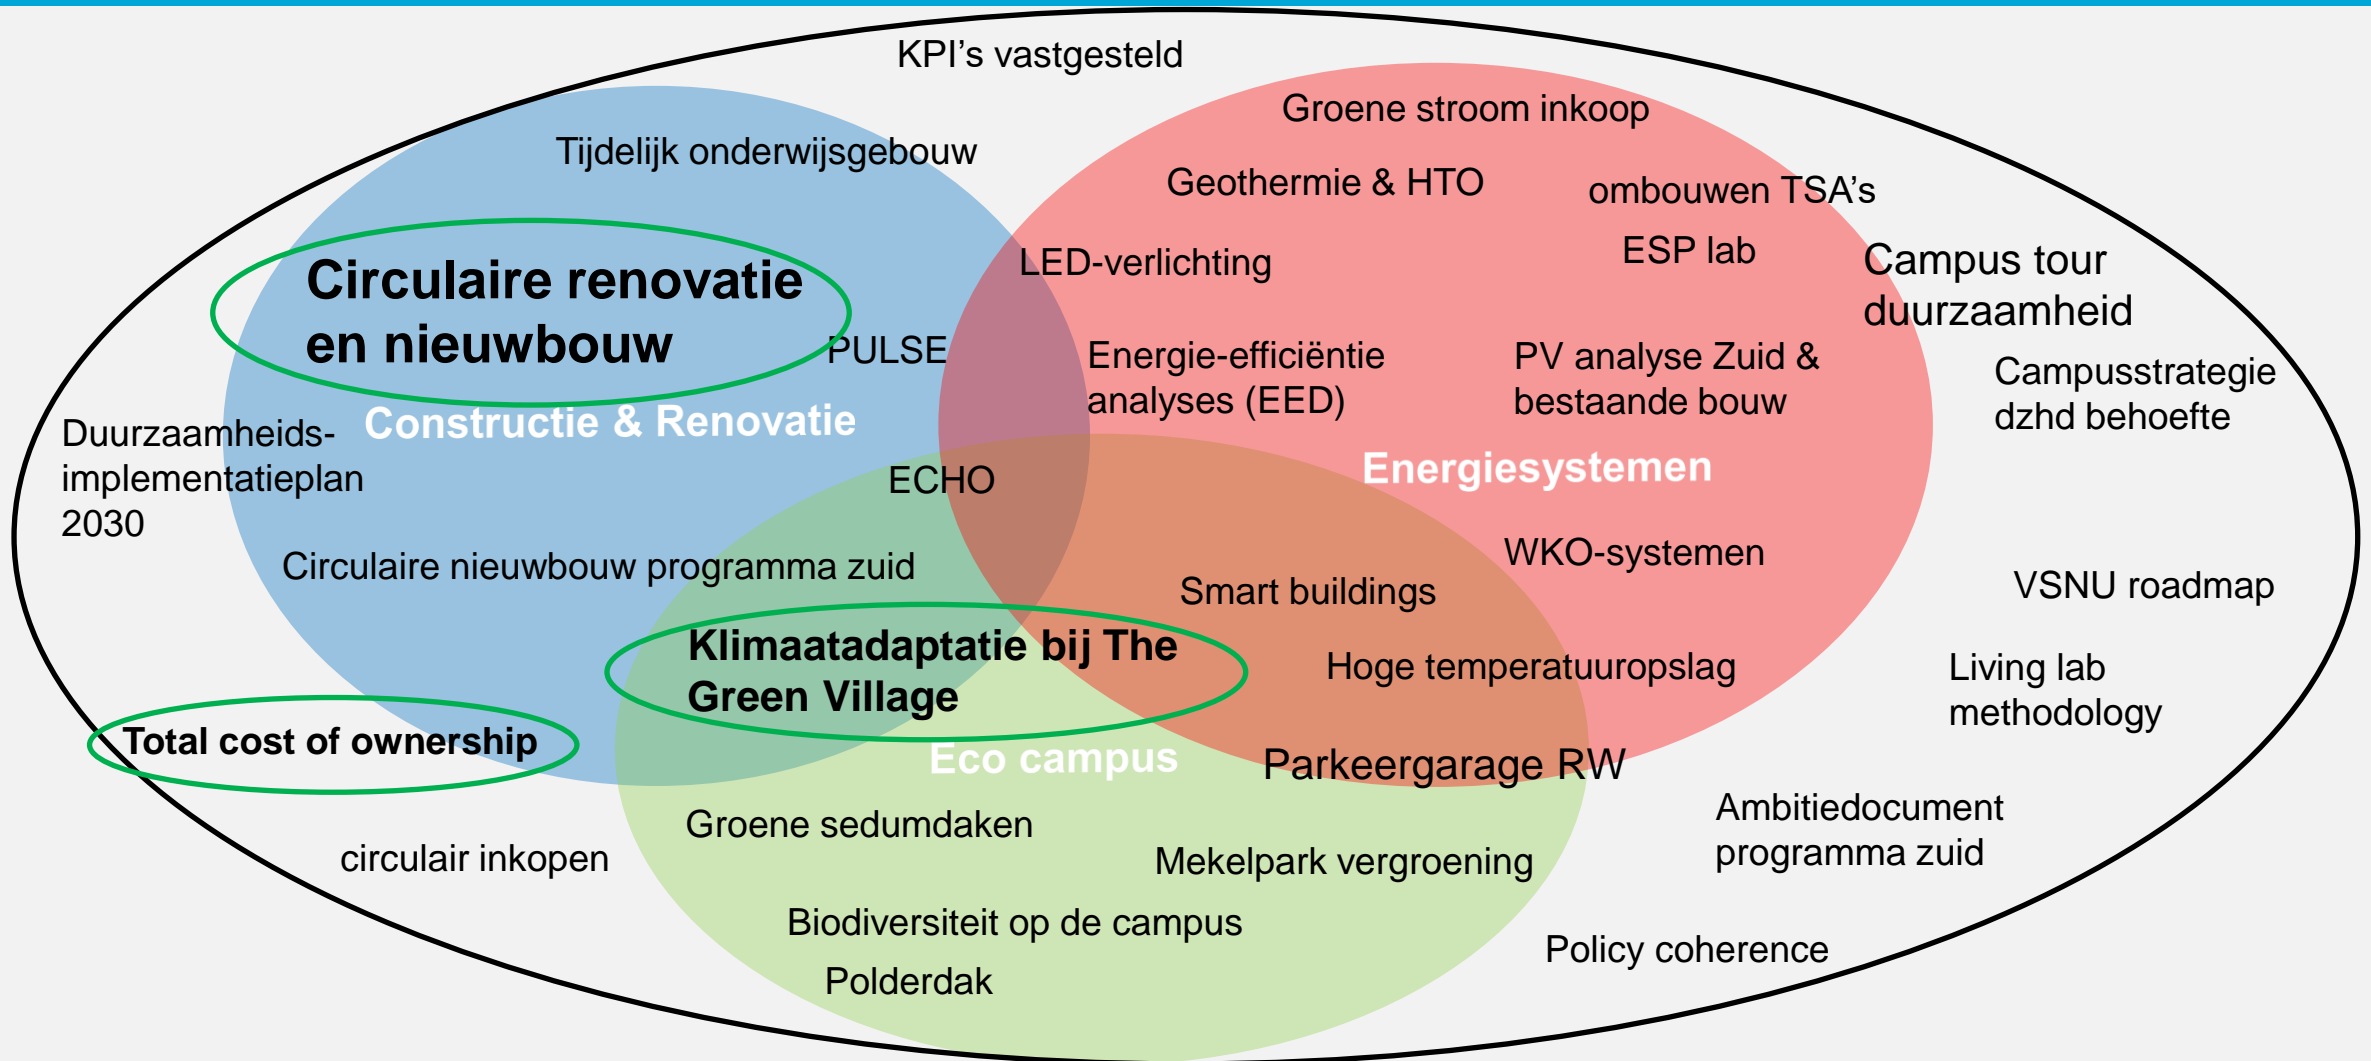 KPI's vastgesteld
Groene stroom inkoop
Tijdelijk onderwijsgebouw
Geothermie & HTO
ombouwen TSA's
LED-verlichting
ESP lab
Campus tour
duurzaamheid
Circulaire renovatie
en nieuwbouw
PULSE
Energie-efficiëntie
analyses (EED)
PV analyse Zuid &
bestaande bouw
Campusstrategie
dzhd behoefte
Duurzaamheids-
implementatieplan
2030
Constructie & Renovatie
ECHO
Energiesystemen
Circulaire nieuwbouw programma zuid
WKO-systemen
Smart buildings
VSNU roadmap
Klimaatadaptatie bij The
Green Village
Hoge temperatuuropslag
Living lab
methodology
Total cost of ownership
Eco campus
Parkeergarage RW
Groene sedumdaken
Ambitiedocument
programma zuid
circulair inkopen
Mekelpark vergroening
Biodiversiteit op de campus
Policy coherence
Polderdak